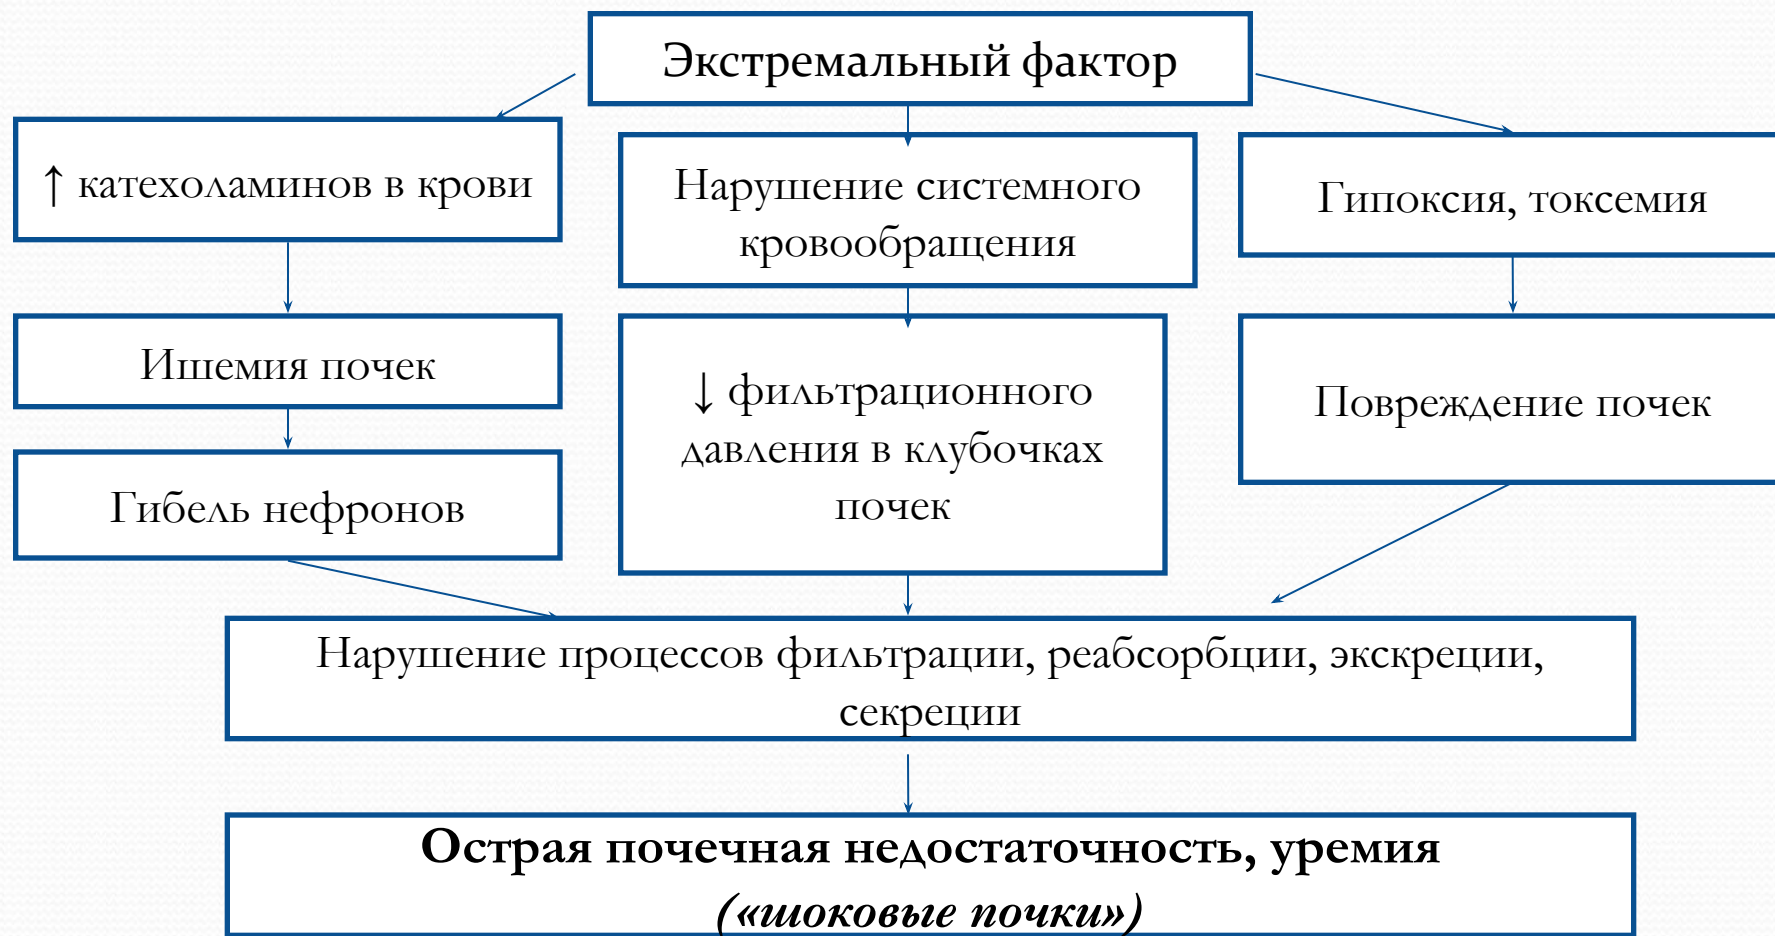 Экстремальный фактор
↑ катехоламинов в крови
Нарушение системного
кровообращения
Гипоксия, токсемия
Ишемия почек
↓ фильтрационного
давления в клубочках
почек
Повреждение почек
Гибель нефронов
Нарушение процессов фильтрации, реабсорбции, экскреции,
секреции
Острая почечная недостаточность, уремия
(«шоковые почки»)